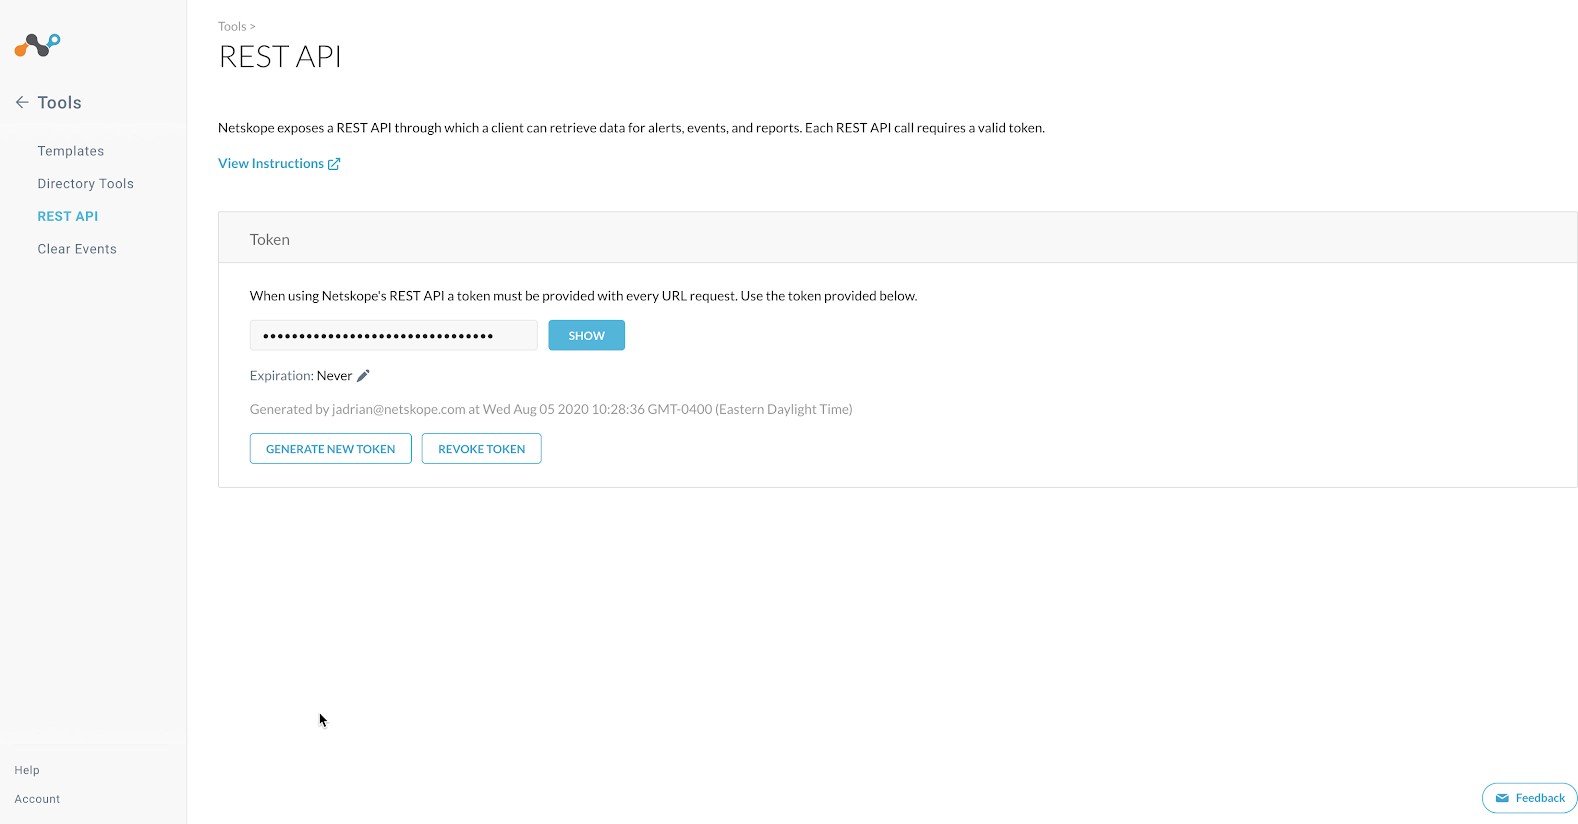 Tools
Templates
Directory Tools
REST API
Clear Events
Help
Account
Tools >
REST API
Netskope exposes a REST API through which a client can retrieve data for alerts, events, and reports. Each REST API call requires a valid token.
View Instructions
Token
When using Netskope's REST API a token must be provided with every URL request. Use the token provided below.
SHOW
Expiration: Never
Generated by jadrian@netskope.com at Wed Aug 05 2020 10:28:36 GMT-0400 (Eastern Daylight Time)
GENERATE NEW TOKEN
REVOKE TOKEN
Feedback